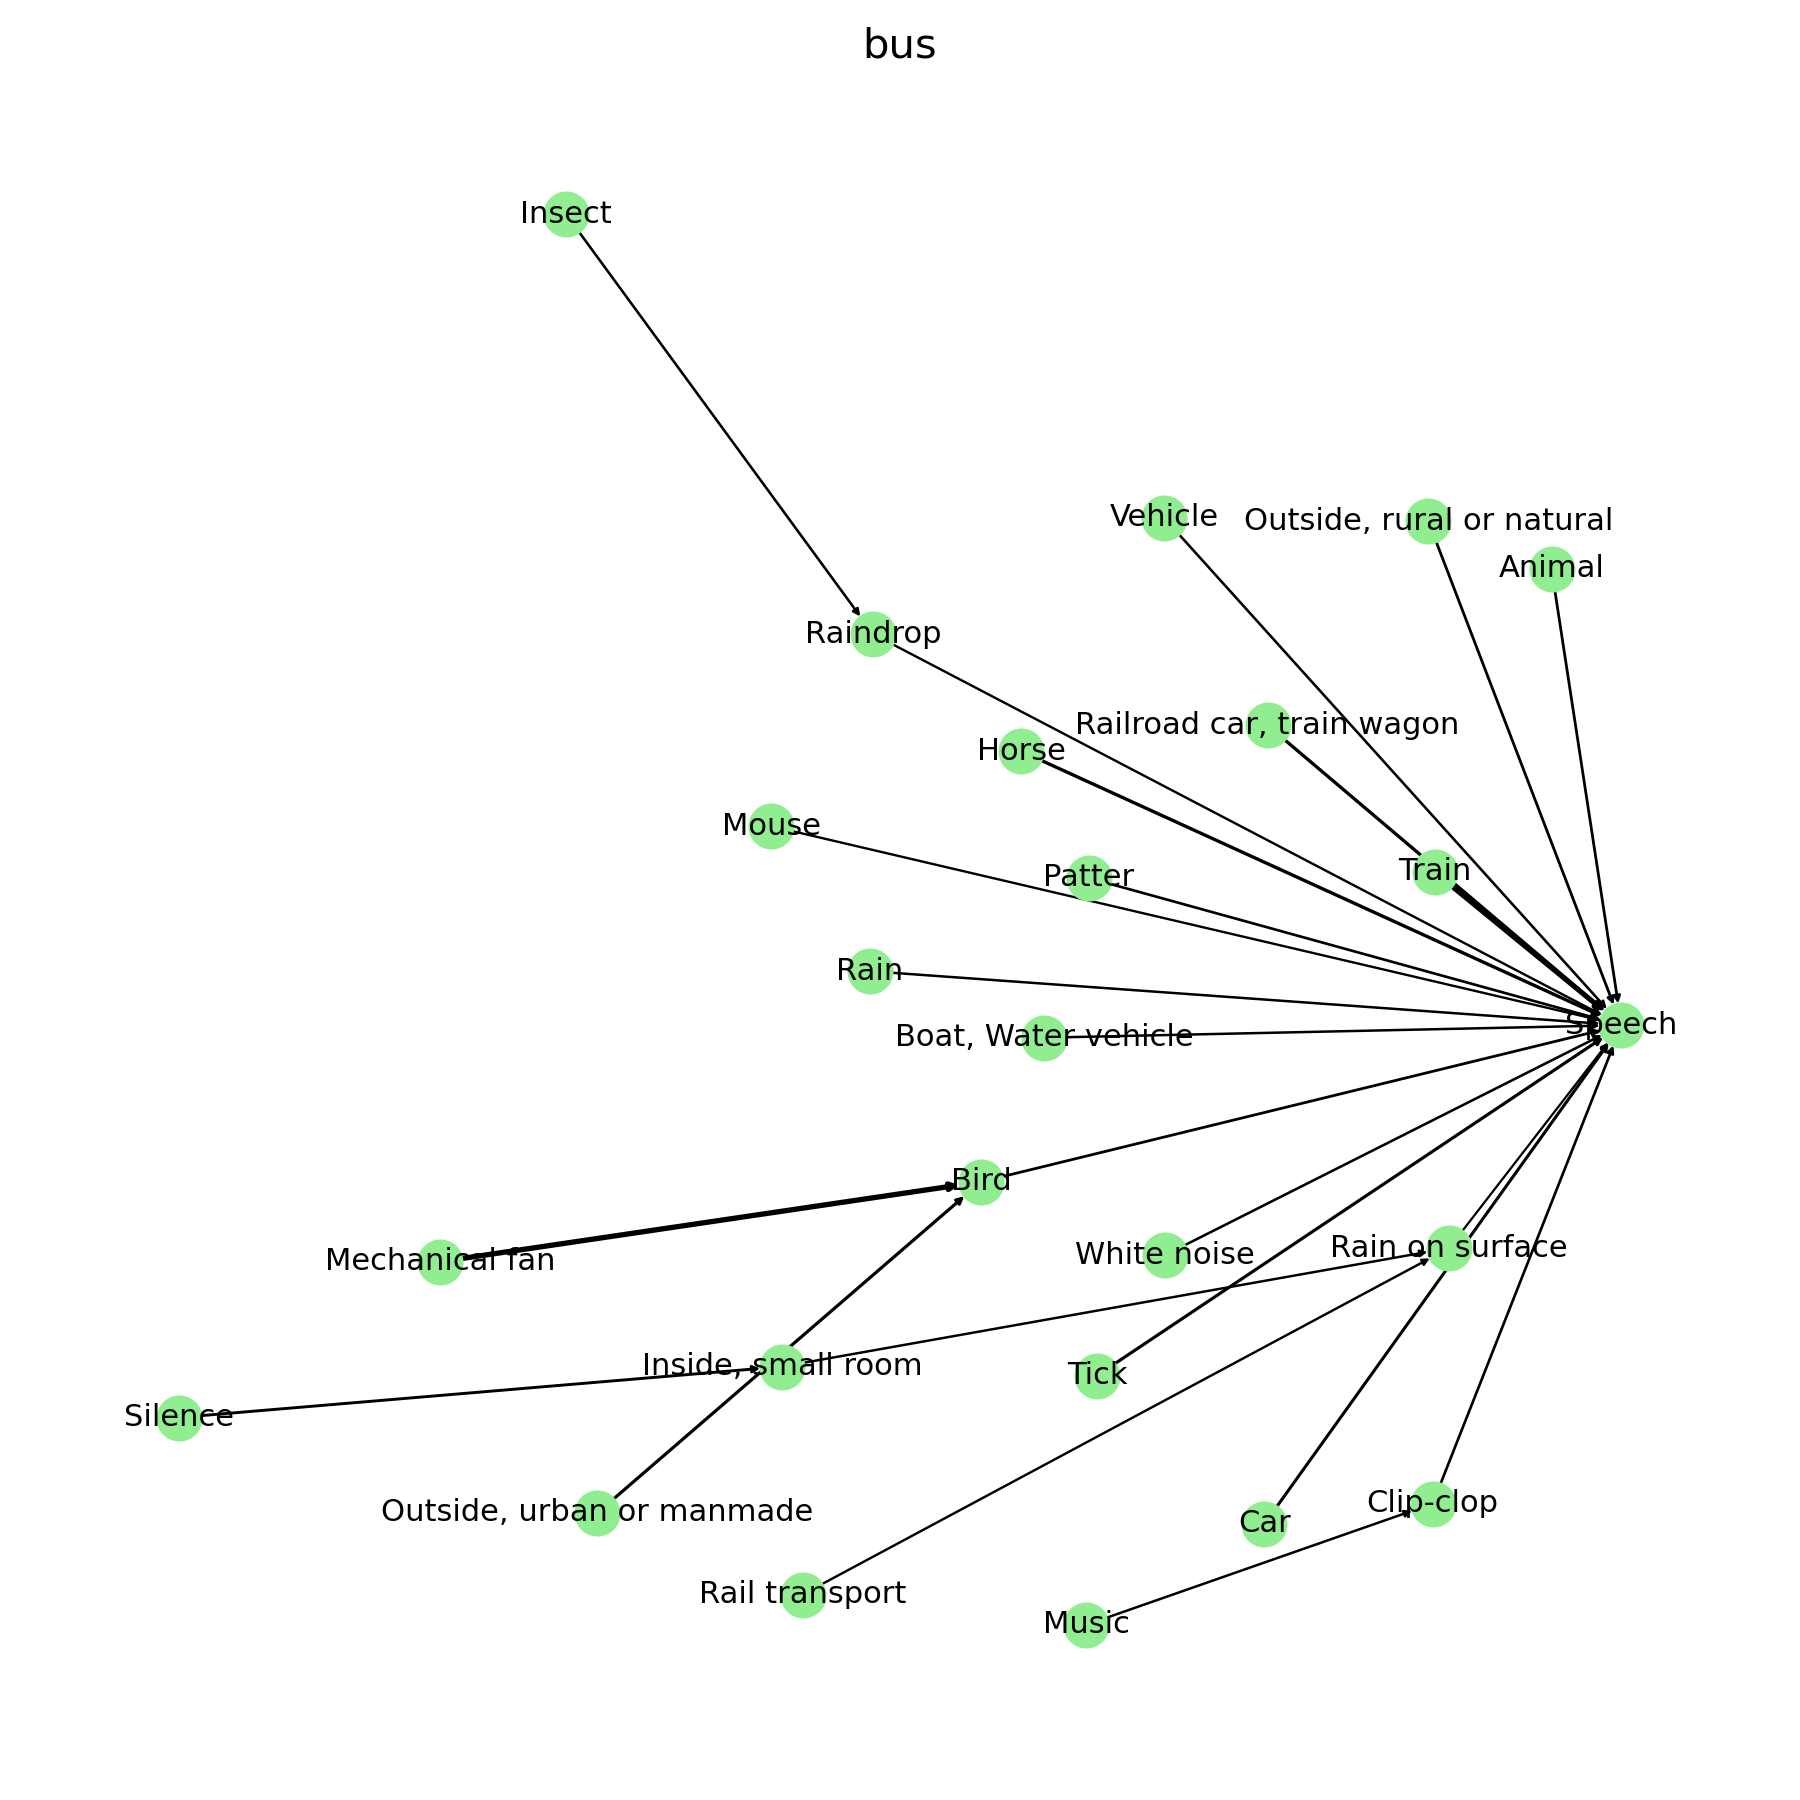 bus
Insect
Vehicle
Outside, rural or natural
Animal
Raindrop
Railroad car, train wagon
Horse
Mouse
Patter
Train
Rain
Speech
Boat, Water vehicle
Bird
Mechanical fan
White noise
Rain on surface
Inside, small room
Tick
Silence
Outside, urban or manmade
Car
Clip-clop
Rail transport
Music